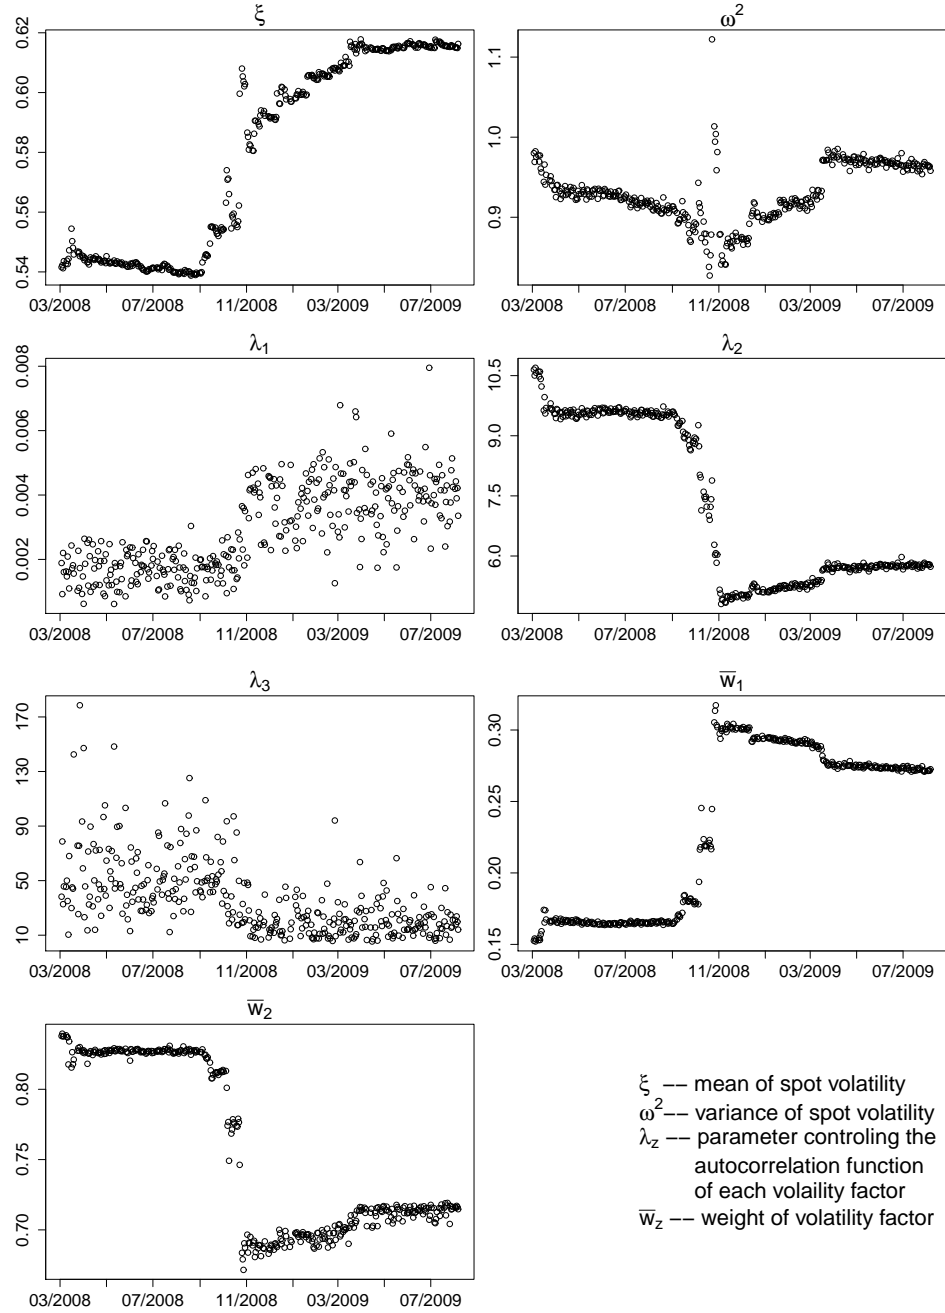 ξ
0.62
0.60
0.58
0.56
0.54
03/2008 07/2008 11/2008 03/2009 07/2009
ω²
1.1
1.0
0.9
03/2008 07/2008 11/2008 03/2009 07/2009
λ₁
0.008
0.006
0.004
0.002
03/2008 07/2008 11/2008 03/2009 07/2009
λ₂
10.5
9.0
7.5
6.0
03/2008 07/2008 11/2008 03/2009 07/2009
λ₃
170
130
90
50
10
03/2008 07/2008 11/2008 03/2009 07/2009
w̅₁
0.30
0.25
0.20
0.15
03/2008 07/2008 11/2008 03/2009 07/2009
w̅₂
0.80
0.75
0.70
03/2008 07/2008 11/2008 03/2009 07/2009
ξ −− mean of spot volatility
ω²−− variance of spot volatility
λz −− parameter controling the
autocorrelation function
of each volaility factor
w̅z −− weight of volatility factor